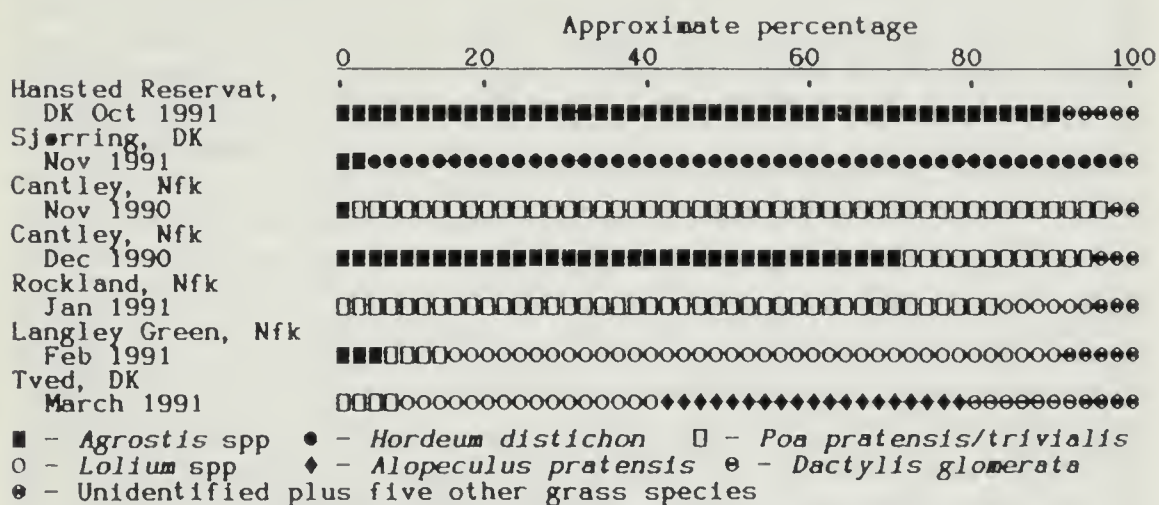 Approximate percentage
0 20 40 60 80 100
Hansted Reservat,
DK Oct 1991
Sjørring, DK
Nov 1991
Cantley, Nfk
Nov 1990
Cantley, Nfk
Dec 1990
Rockland, Nfk
Jan 1991
Langley Green, Nfk
Feb 1991
Tved, DK
March 1991
■ - Agrostis spp ● - Hordeum distichon ▯ - Poa pratensis/trivialis
○ - Lolium spp ♦ - Alopeculus pratensis ⊖ - Dactylis glomerata
⊗ - Unidentified plus five other grass species